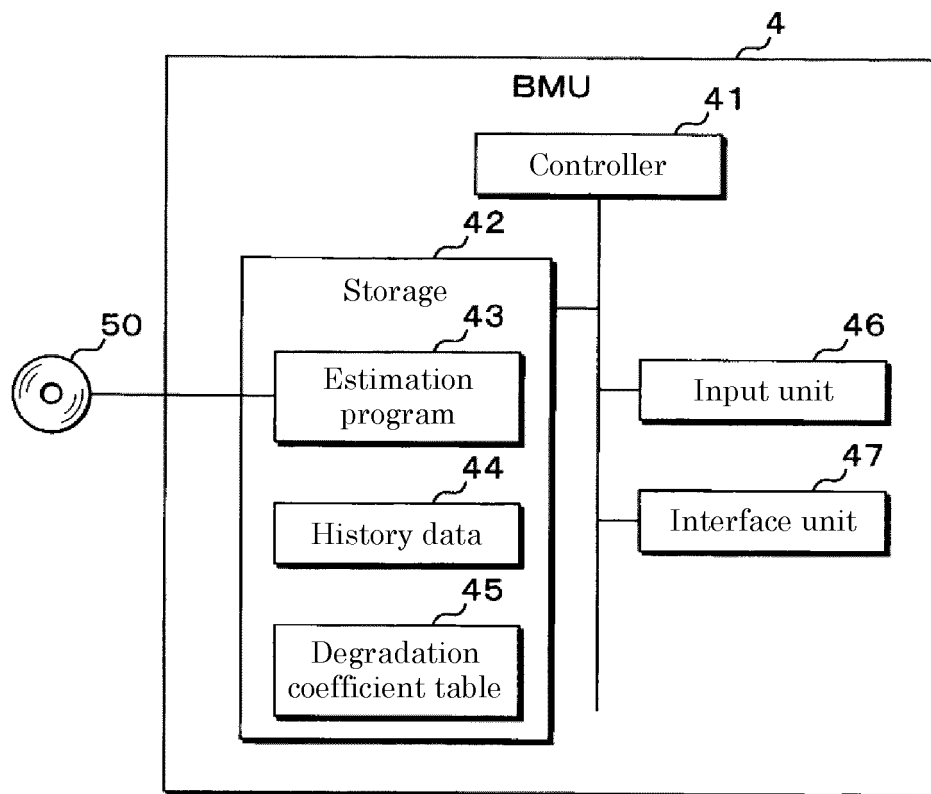 4
BMU
41
Controller
42
Storage
50
43
Estimation
program
46
Input unit
44
History data
47
Interface unit
45
Degradation
coefficient table